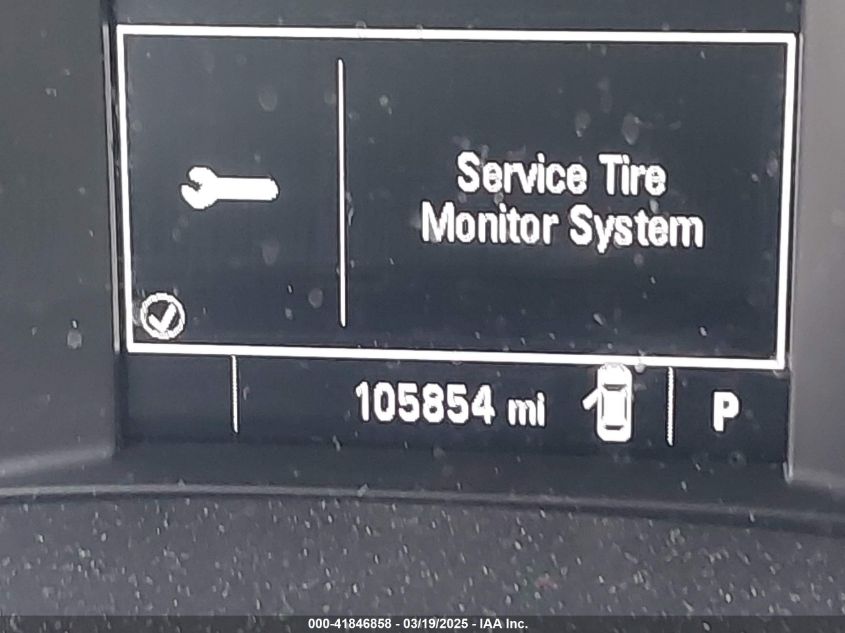 Service Tire
Monitor System
105854 mi
P
000-41846858 - 03/19/2025 - IAA Inc.